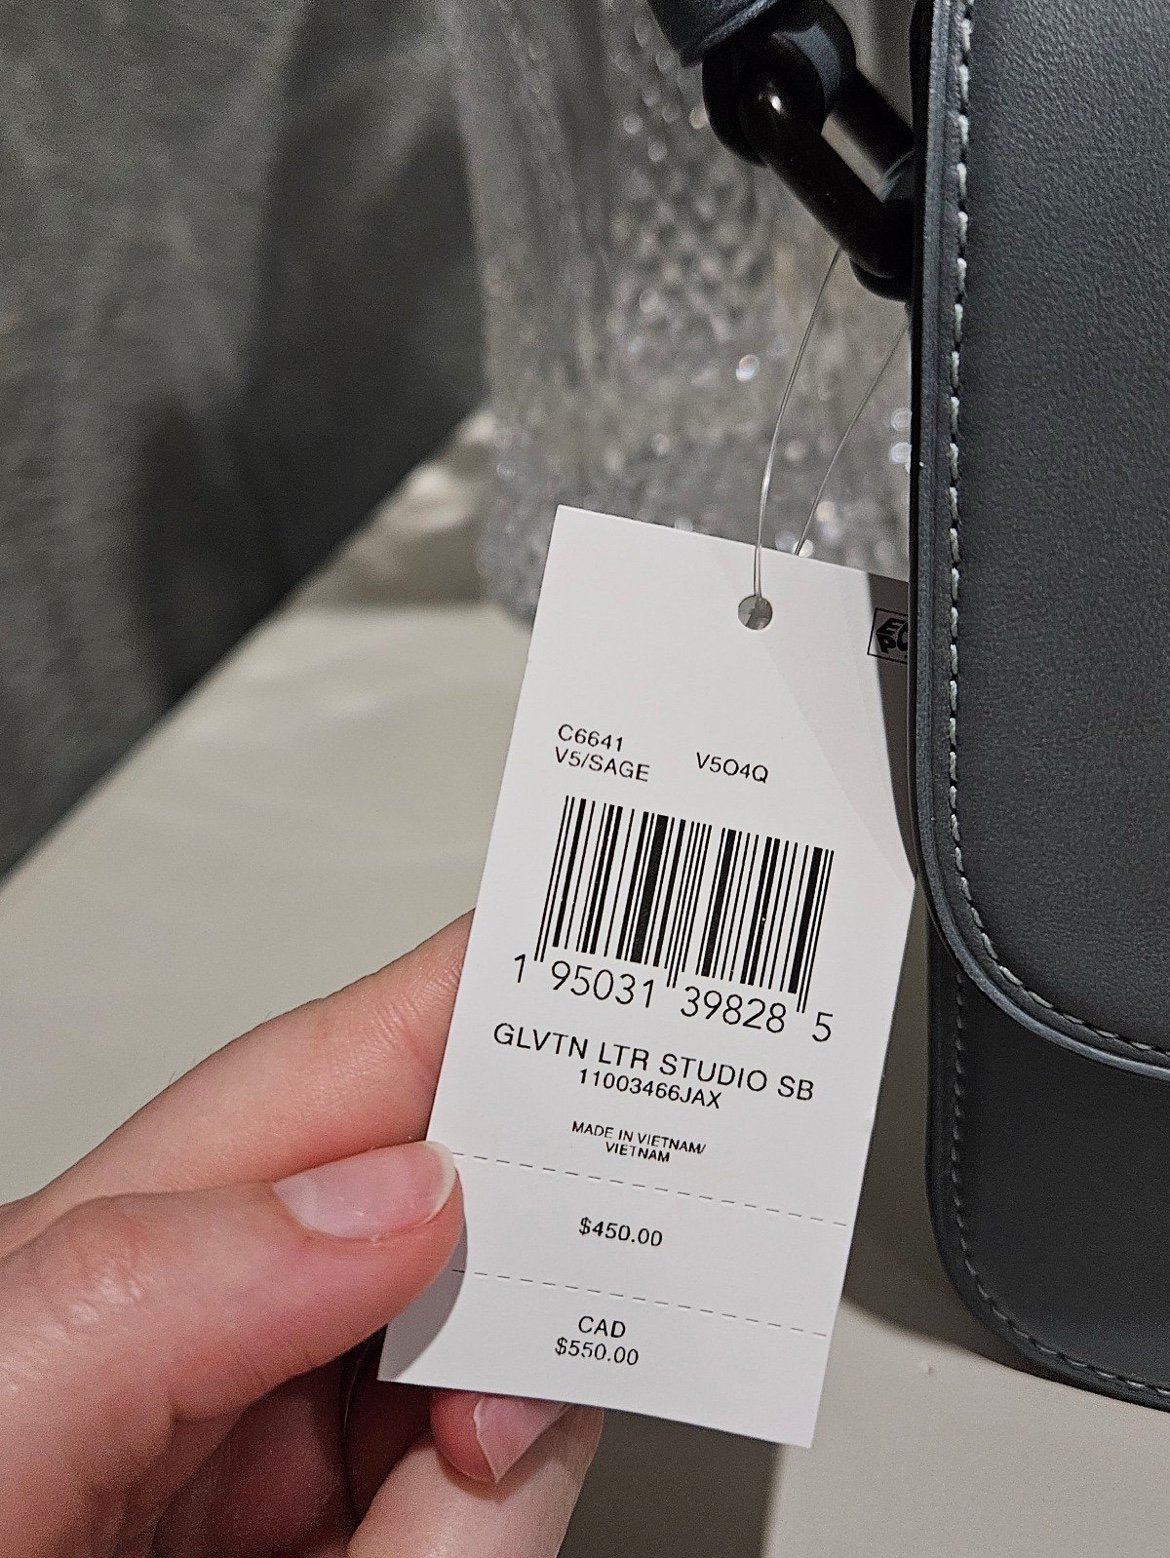 C6641
V5/SAGE V5O4Q
1 95031 39828 5
GLVTN LTR STUDIO SB
11003466JAX
MADE IN VIETNAM/
VIETNAM
$450.00
CAD
$550.00